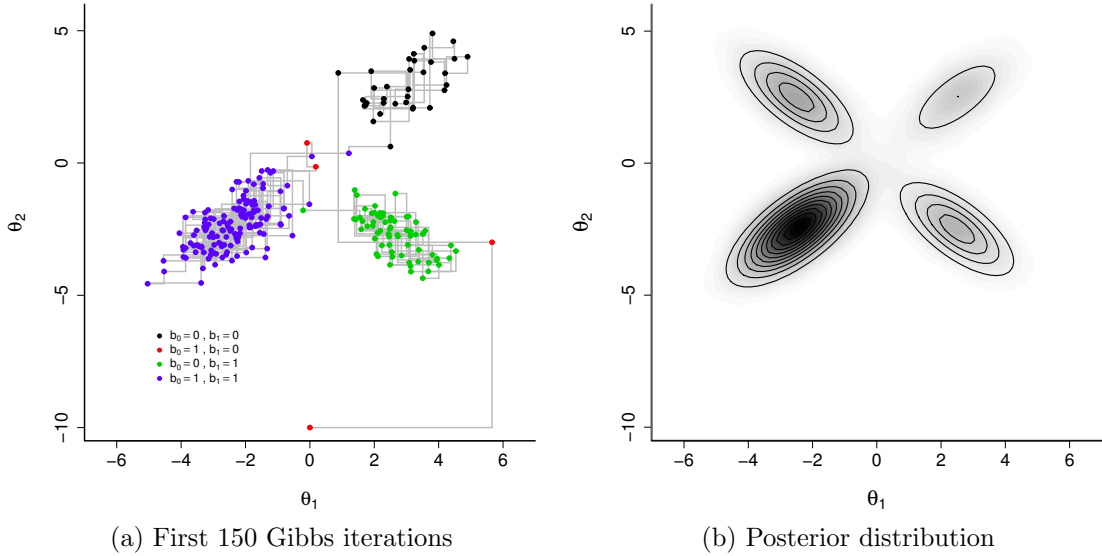 5
0
−5
−10
θ₂
b₀ = 0 , b₁ = 0
b₀ = 1 , b₁ = 0
b₀ = 0 , b₁ = 1
b₀ = 1 , b₁ = 1
−6 −4 −2 0 2 4 6
θ₁
(a) First 150 Gibbs iterations
5
0
−5
−10
θ₂
−6 −4 −2 0 2 4 6
θ₁
(b) Posterior distribution